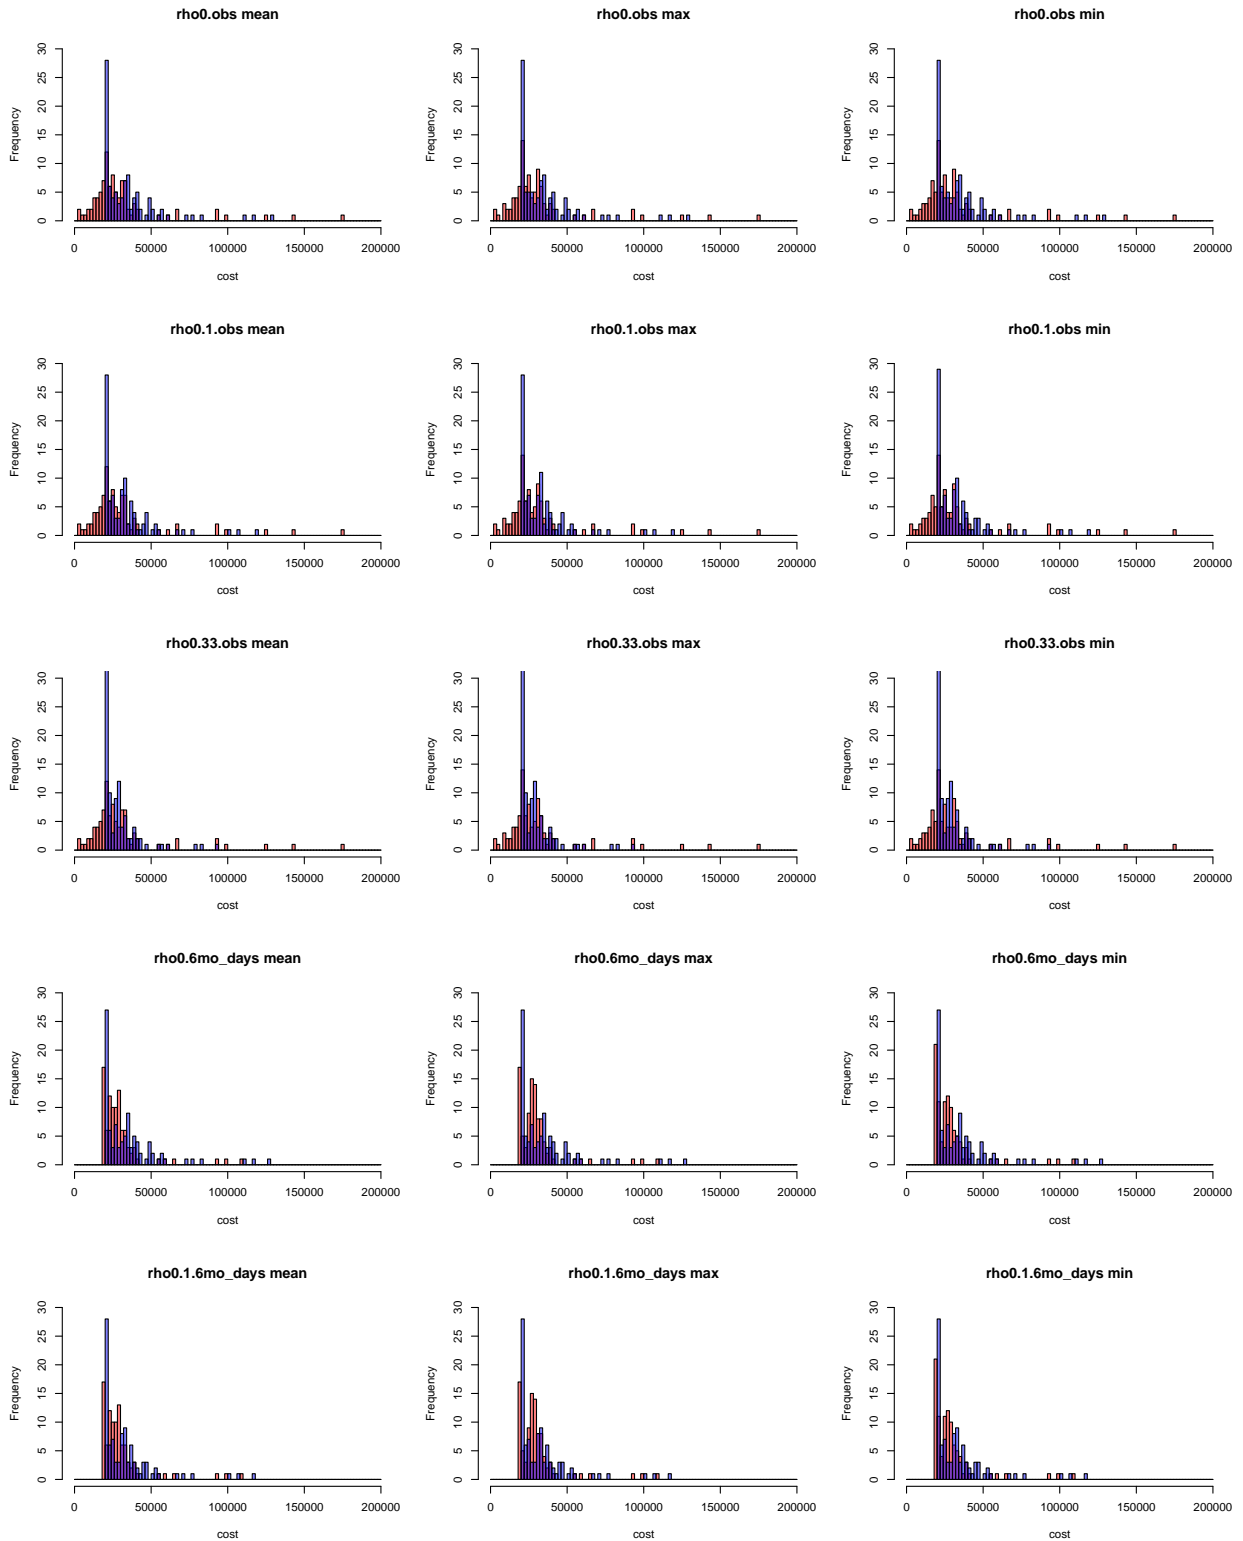 rho0.obs mean
rho0.obs max
rho0.obs min
Frequency
0 5 10 15 20 25 30
0 50000 100000 150000 200000
cost
Frequency
0 5 10 15 20 25 30
0 50000 100000 150000 200000
cost
Frequency
0 5 10 15 20 25 30
0 50000 100000 150000 200000
cost
rho0.1.obs mean
rho0.1.obs max
rho0.1.obs min
Frequency
0 5 10 15 20 25 30
0 50000 100000 150000 200000
cost
Frequency
0 5 10 15 20 25 30
0 50000 100000 150000 200000
cost
Frequency
0 5 10 15 20 25 30
0 50000 100000 150000 200000
cost
rho0.33.obs mean
rho0.33.obs max
rho0.33.obs min
Frequency
0 5 10 15 20 25 30
0 50000 100000 150000 200000
cost
Frequency
0 5 10 15 20 25 30
0 50000 100000 150000 200000
cost
Frequency
0 5 10 15 20 25 30
0 50000 100000 150000 200000
cost
rho0.6mo_days mean
rho0.6mo_days max
rho0.6mo_days min
Frequency
0 5 10 15 20 25 30
0 50000 100000 150000 200000
cost
Frequency
0 5 10 15 20 25 30
0 50000 100000 150000 200000
cost
Frequency
0 5 10 15 20 25 30
0 50000 100000 150000 200000
cost
rho0.1.6mo_days mean
rho0.1.6mo_days max
rho0.1.6mo_days min
Frequency
0 5 10 15 20 25 30
0 50000 100000 150000 200000
cost
Frequency
0 5 10 15 20 25 30
0 50000 100000 150000 200000
cost
Frequency
0 5 10 15 20 25 30
0 50000 100000 150000 200000
cost